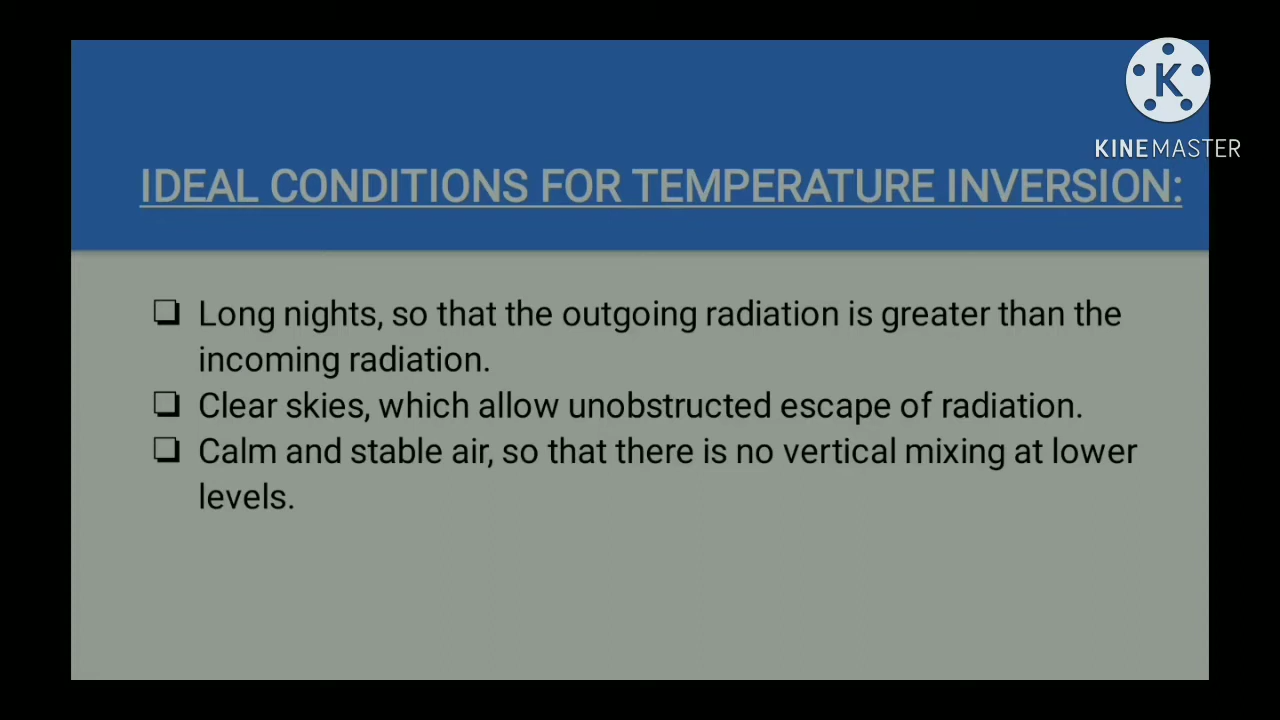 K
KINEMASTER
IDEAL CONDITIONS FOR TEMPERATURE INVERSION:
❑ Long nights, so that the outgoing radiation is greater than the
incoming radiation.
❑ Clear skies, which allow unobstructed escape of radiation.
❑ Calm and stable air, so that there is no vertical mixing at lower
levels.